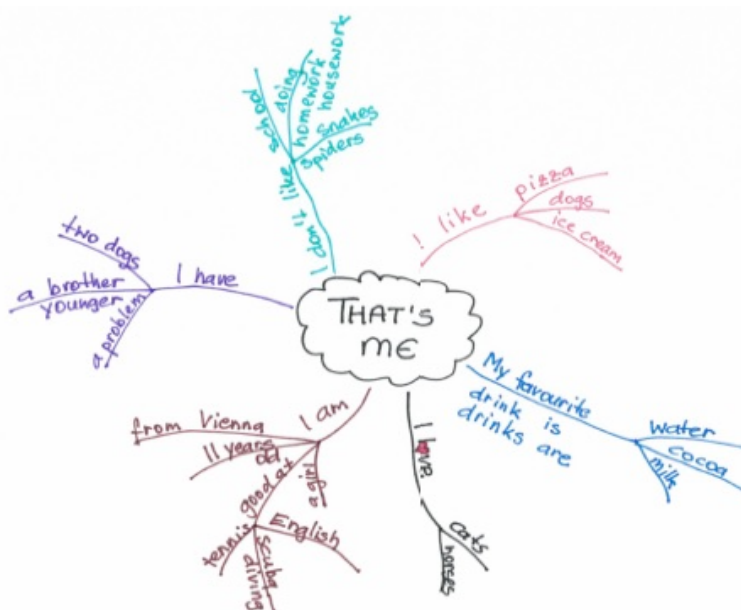 THAT'S
ME
I don't like
school
doing
homework
housework
snakes
spiders
I like
pizza
dogs
ice cream
My favourite
drink is
drinks are
water
cocoa
milk
I love
cats
horses
I am
from Vienna
11 years
old
a girl
good at
tennis
scuba
diving
English
I have
two dogs
a brother
younger
a problem